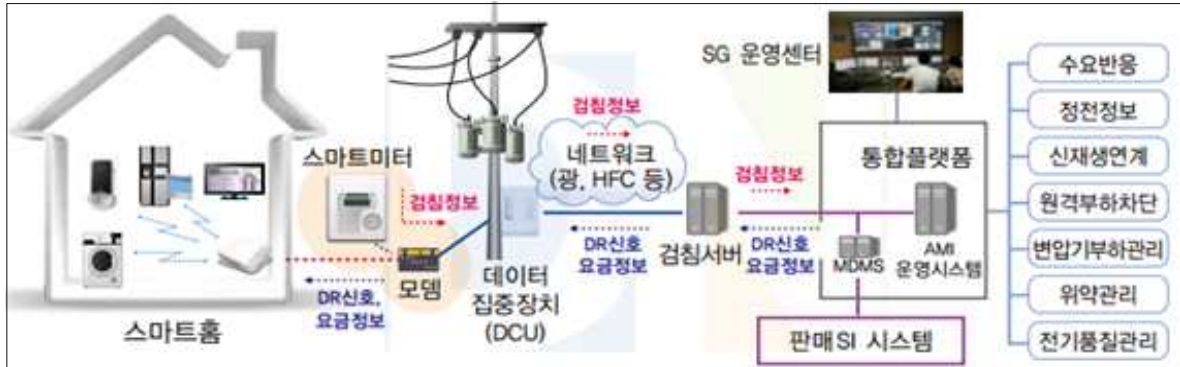 SG 운영센터
수요반응
정전정보
신재생연계
원격부하차단
변압기부하관리
위약관리
전기품질관리
검침정보
네트워크
(광, HFC 등)
스마트미터
검침정보
검침정보
통합플랫폼
DR신호
요금정보
검침서버
DR신호
요금정보
MDMS
AMI
운영시스템
모뎀
데이터
집중장치
(DCU)
DR신호,
요금정보
스마트홈
판매SI 시스템